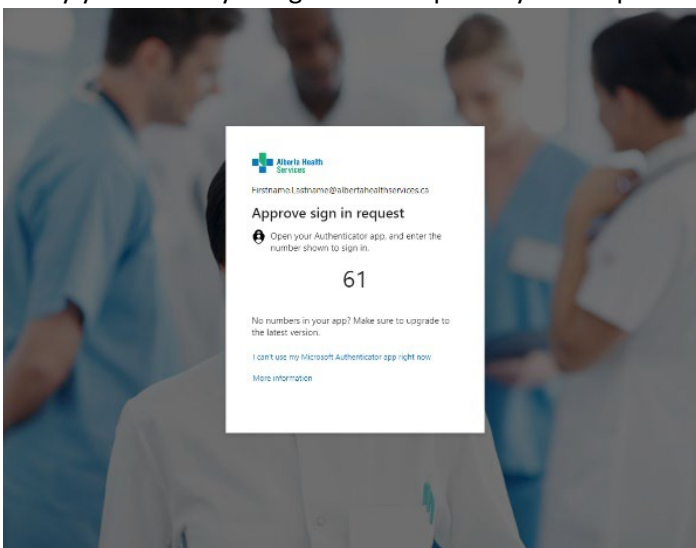 Alberta Health
Services
Firstname.Lastname@albertahealthservices.ca
Approve sign in request
Open your Authenticator app, and enter the
number shown to sign in.
61
No numbers in your app? Make sure to upgrade to
the latest version.
I can't use my Microsoft Authenticator app right now
More information